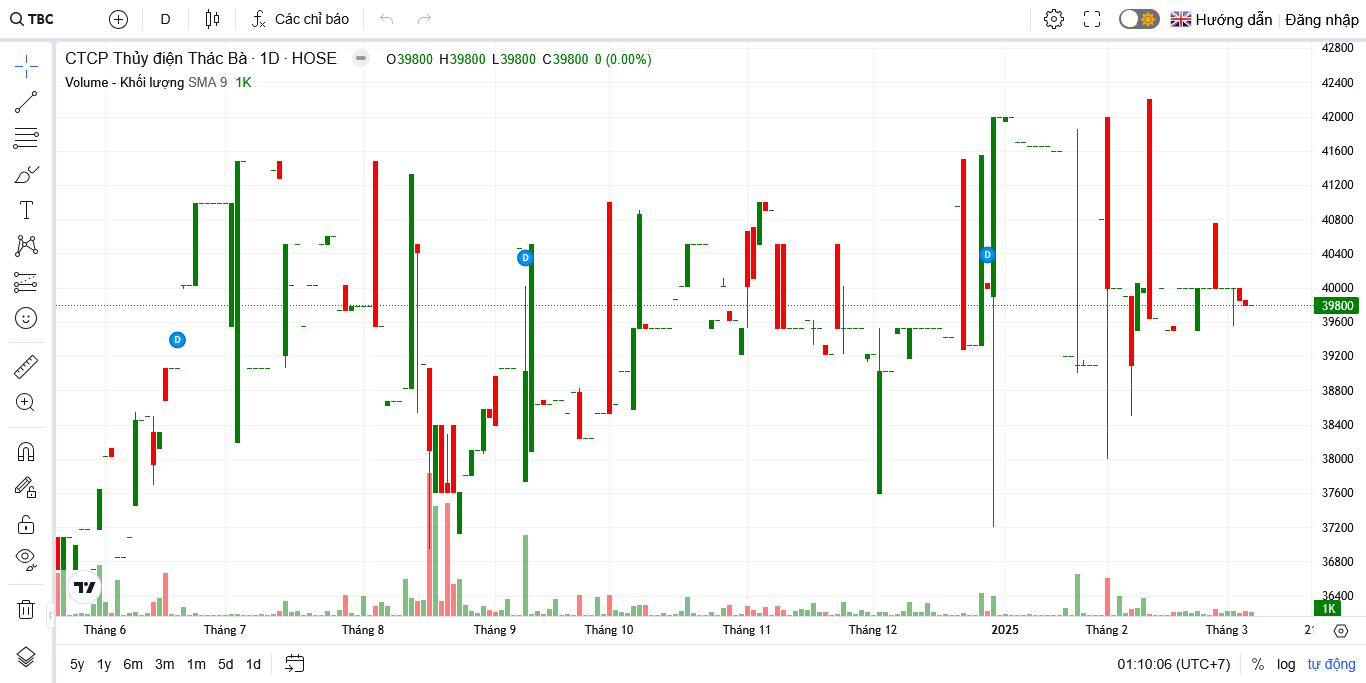 TBC D Các chỉ báo Hướng dẫn Đăng nhập
CTCP Thủy điện Thác Bà · 1D · HOSE O39800 H39800 L39800 C39800 0 (0.00%)
Volume - Khối lượng SMA 9 1K
42800
42400
42000
41600
41200
40800
40400
40000
39800
39600
39200
38800
38400
38000
37600
37200
36800
36400
1K
D
D
D
Tháng 6 Tháng 7 Tháng 8 Tháng 9 Tháng 10 Tháng 11 Tháng 12 2025 Tháng 2 Tháng 3 21
5y 1y 6m 3m 1m 5d 1d 01:10:06 (UTC+7) % log tự động